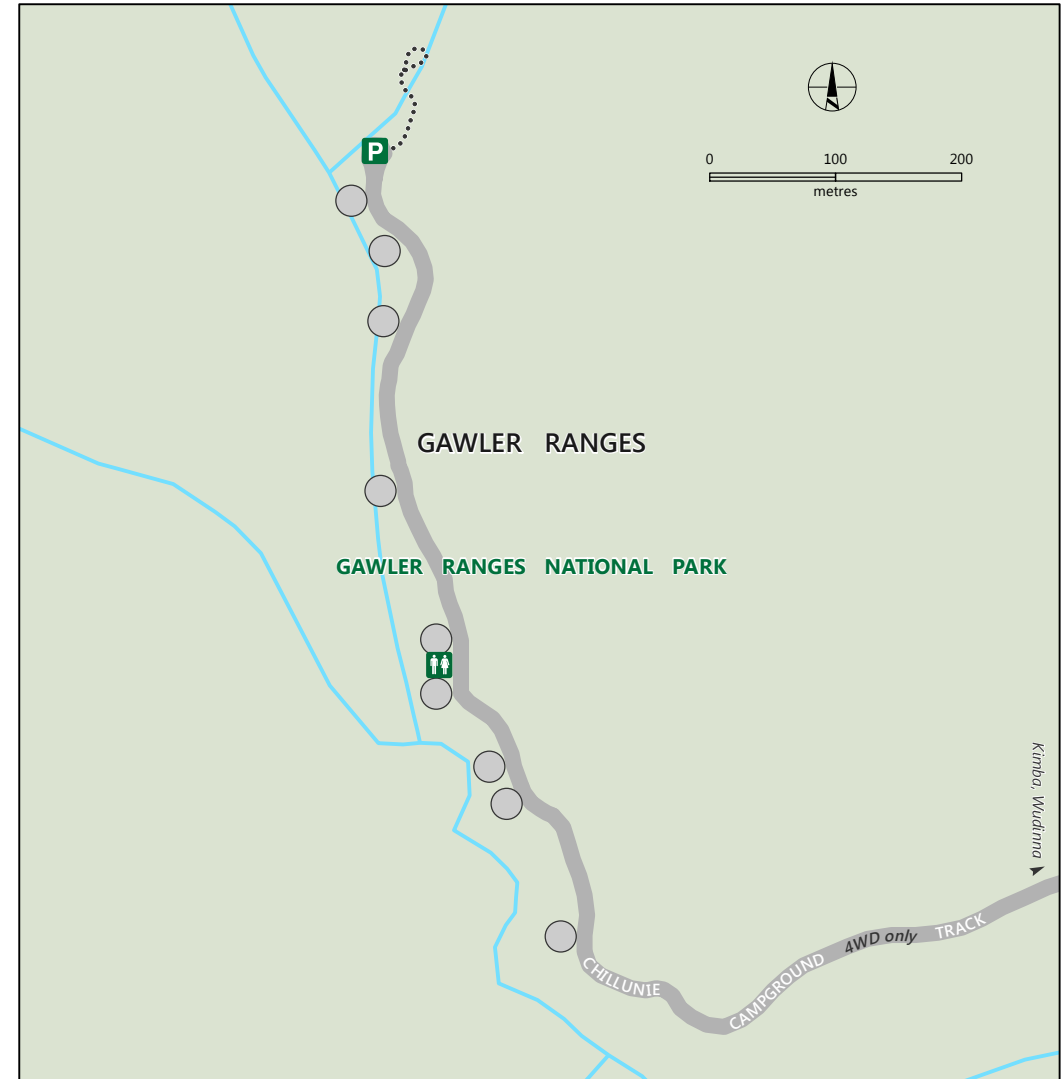 P
0 100 200
metres
GAWLER RANGES
GAWLER RANGES NATIONAL PARK
Kimba, Wudinna
CHILLUNIE CAMPGROUND 4WD only TRACK